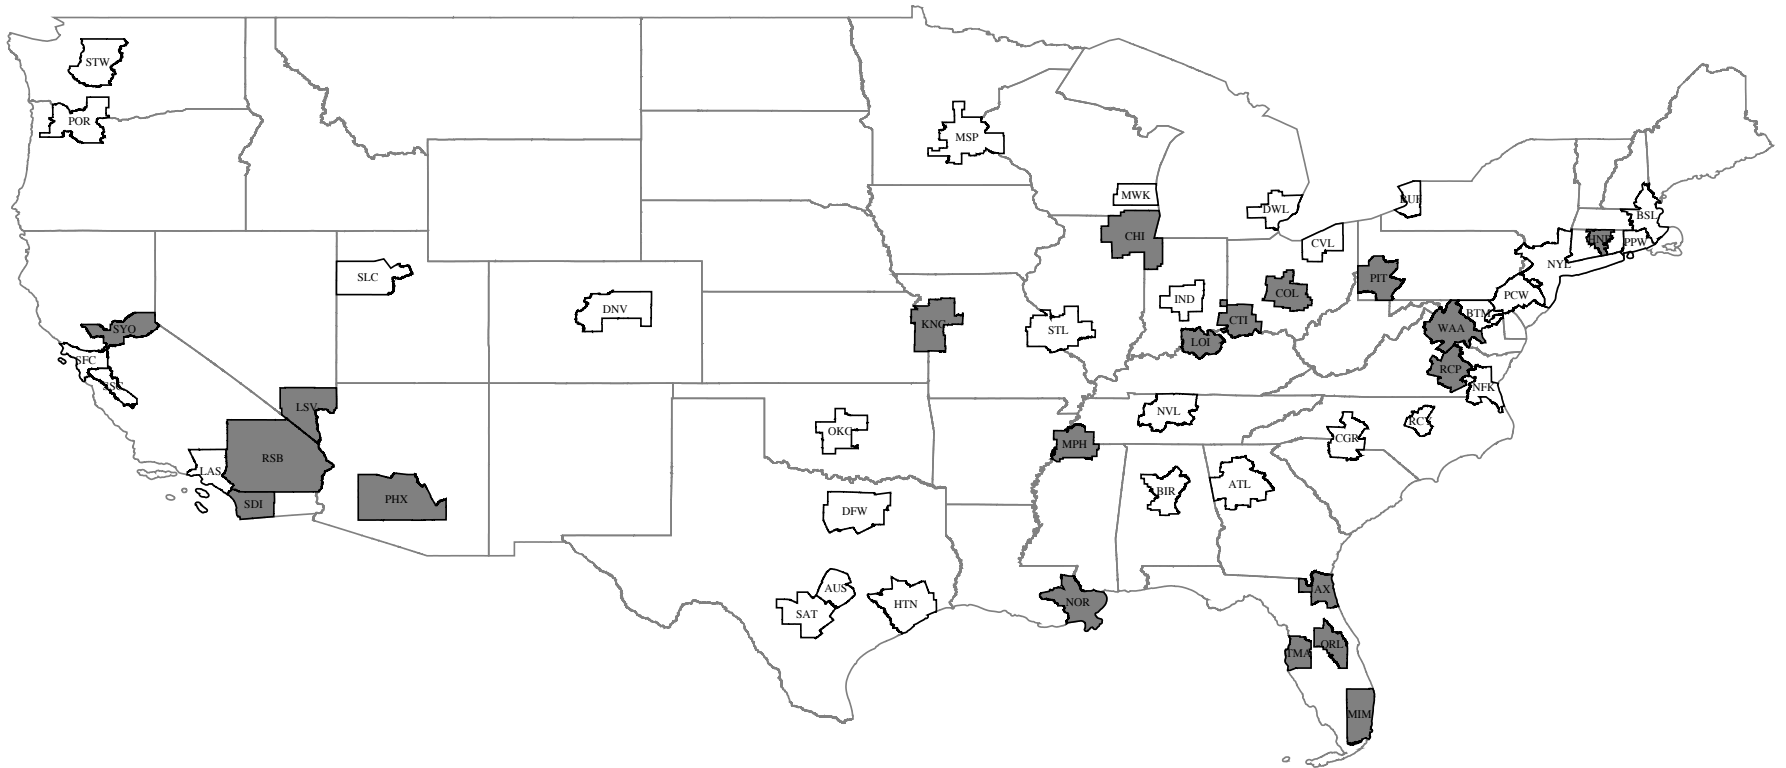 STW
POR
MSP
MWK
BUF
DWL
BSL
CHI
CVL
HNB
PPW
NYL
SLC
PIT
DNV
IND
COL
PCW
SYO
KNC
STL
CTI
BTM
WAA
LOI
SFC
RCP
SSC
NFK
LSV
NVL
OKC
RCY
CGR
MPH
RSB
LAS
SDI
PHX
BIR
ATL
DFW
AUS
SAT
HTN
NOR
JAX
TMA
ORL
MIM